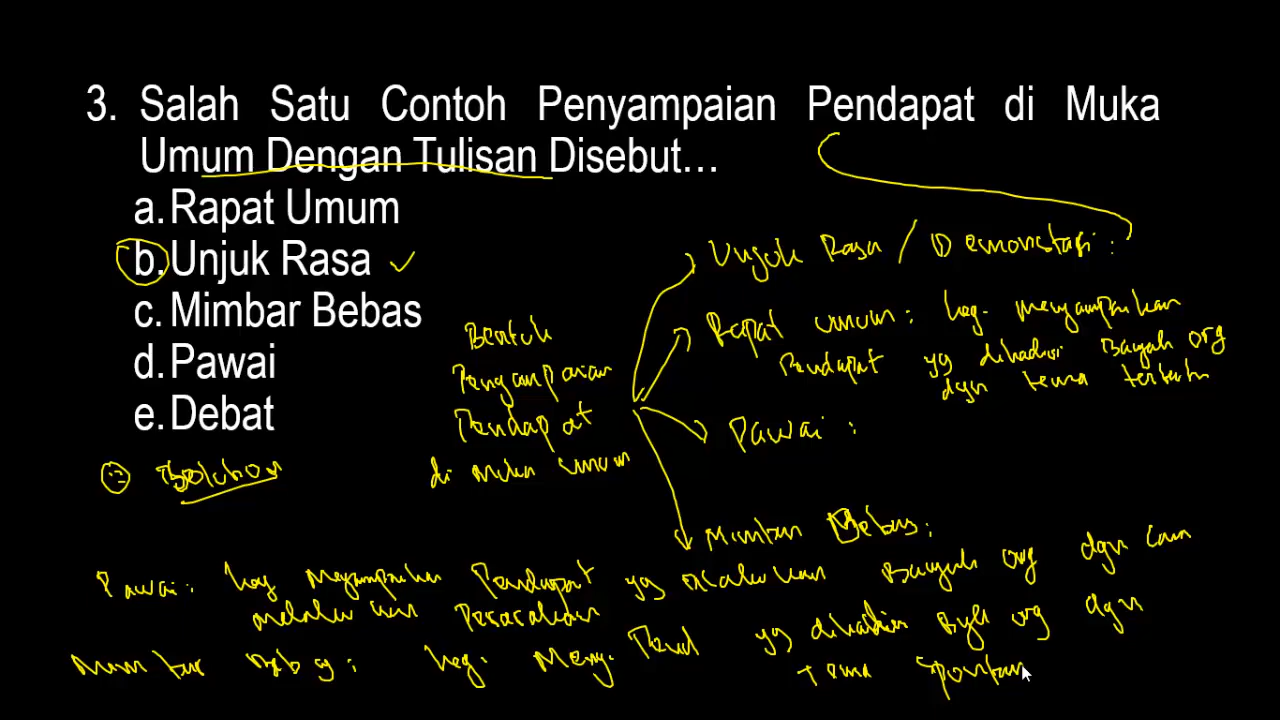 3. Salah Satu Contoh Penyampaian Pendapat di Muka
Umum Dengan Tulisan Disebut...
a. Rapat Umum
b. Unjuk Rasa
c. Mimbar Bebas
d. Pawai
e. Debat
Bentuk
Pendapat
di muka umum
Unjuk Rasa / Demonstasi :
Rapat umum : keg. menyampaikan
Pendapat yg dihadiri Banyak org
dgn tema tertentu
Pawai :
Mimbar Bebas :
Pawai : keg Menyampaikan Pendapat yg dilakukan Banyak org dgn cara
melakukan
Mimbar Bebas : keg. Meny. Pend yg dihadiri Byk org dgn
Tema Spontan